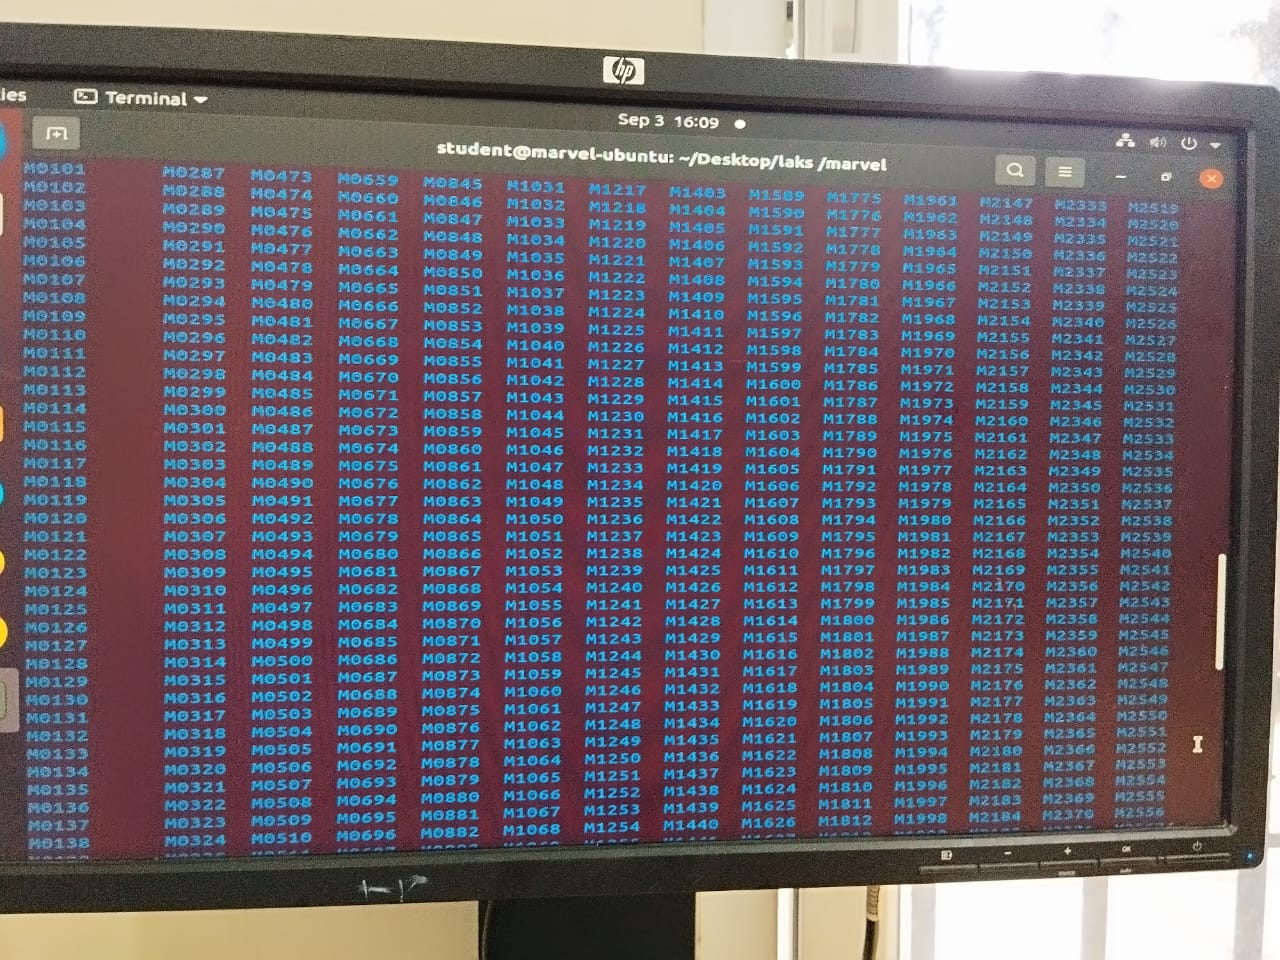 ies Terminal
hp
Sep 3 16:09
student@marvel-ubuntu: ~/Desktop/laks /marvel
M0101 M0287 M0473 M0659 M0845 M1031 M1217 M1403 M1589 M1775 M1961 M2147 M2333 M2519
M0102 M0288 M0474 M0660 M0846 M1032 M1218 M1404 M1590 M1776 M1962 M2148 M2334 M2520
M0103 M0289 M0475 M0661 M0847 M1033 M1219 M1405 M1591 M1777 M1963 M2149 M2335 M2521
M0104 M0290 M0476 M0662 M0848 M1034 M1220 M1406 M1592 M1778 M1964 M2150 M2336 M2522
M0105 M0291 M0477 M0663 M0849 M1035 M1221 M1407 M1593 M1779 M1965 M2151 M2337 M2523
M0106 M0292 M0478 M0664 M0850 M1036 M1222 M1408 M1594 M1780 M1966 M2152 M2338 M2524
M0107 M0293 M0479 M0665 M0851 M1037 M1223 M1409 M1595 M1781 M1967 M2153 M2339 M2525
M0108 M0294 M0480 M0666 M0852 M1038 M1224 M1410 M1596 M1782 M1968 M2154 M2340 M2526
M0109 M0295 M0481 M0667 M0853 M1039 M1225 M1411 M1597 M1783 M1969 M2155 M2341 M2527
M0110 M0296 M0482 M0668 M0854 M1040 M1226 M1412 M1598 M1784 M1970 M2156 M2342 M2528
M0111 M0297 M0483 M0669 M0855 M1041 M1227 M1413 M1599 M1785 M1971 M2157 M2343 M2529
M0112 M0298 M0484 M0670 M0856 M1042 M1228 M1414 M1600 M1786 M1972 M2158 M2344 M2530
M0113 M0299 M0485 M0671 M0857 M1043 M1229 M1415 M1601 M1787 M1973 M2159 M2345 M2531
M0114 M0300 M0486 M0672 M0858 M1044 M1230 M1416 M1602 M1788 M1974 M2160 M2346 M2532
M0115 M0301 M0487 M0673 M0859 M1045 M1231 M1417 M1603 M1789 M1975 M2161 M2347 M2533
M0116 M0302 M0488 M0674 M0860 M1046 M1232 M1418 M1604 M1790 M1976 M2162 M2348 M2534
M0117 M0303 M0489 M0675 M0861 M1047 M1233 M1419 M1605 M1791 M1977 M2163 M2349 M2535
M0118 M0304 M0490 M0676 M0862 M1048 M1234 M1420 M1606 M1792 M1978 M2164 M2350 M2536
M0119 M0305 M0491 M0677 M0863 M1049 M1235 M1421 M1607 M1793 M1979 M2165 M2351 M2537
M0120 M0306 M0492 M0678 M0864 M1050 M1236 M1422 M1608 M1794 M1980 M2166 M2352 M2538
M0121 M0307 M0493 M0679 M0865 M1051 M1237 M1423 M1609 M1795 M1981 M2167 M2353 M2539
M0122 M0308 M0494 M0680 M0866 M1052 M1238 M1424 M1610 M1796 M1982 M2168 M2354 M2540
M0123 M0309 M0495 M0681 M0867 M1053 M1239 M1425 M1611 M1797 M1983 M2169 M2355 M2541
M0124 M0310 M0496 M0682 M0868 M1054 M1240 M1426 M1612 M1798 M1984 M2170 M2356 M2542
M0125 M0311 M0497 M0683 M0869 M1055 M1241 M1427 M1613 M1799 M1985 M2171 M2357 M2543
M0126 M0312 M0498 M0684 M0870 M1056 M1242 M1428 M1614 M1800 M1986 M2172 M2358 M2544
M0127 M0313 M0499 M0685 M0871 M1057 M1243 M1429 M1615 M1801 M1987 M2173 M2359 M2545
M0128 M0314 M0500 M0686 M0872 M1058 M1244 M1430 M1616 M1802 M1988 M2174 M2360 M2546
M0129 M0315 M0501 M0687 M0873 M1059 M1245 M1431 M1617 M1803 M1989 M2175 M2361 M2547
M0130 M0316 M0502 M0688 M0874 M1060 M1246 M1432 M1618 M1804 M1990 M2176 M2362 M2548
M0131 M0317 M0503 M0689 M0875 M1061 M1247 M1433 M1619 M1805 M1991 M2177 M2363 M2549
M0132 M0318 M0504 M0690 M0876 M1062 M1248 M1434 M1620 M1806 M1992 M2178 M2364 M2550
M0133 M0319 M0505 M0691 M0877 M1063 M1249 M1435 M1621 M1807 M1993 M2179 M2365 M2551
M0134 M0320 M0506 M0692 M0878 M1064 M1250 M1436 M1622 M1808 M1994 M2180 M2366 M2552
M0135 M0321 M0507 M0693 M0879 M1065 M1251 M1437 M1623 M1809 M1995 M2181 M2367 M2553
M0136 M0322 M0508 M0694 M0880 M1066 M1252 M1438 M1624 M1810 M1996 M2182 M2368 M2554
M0137 M0323 M0509 M0695 M0881 M1067 M1253 M1439 M1625 M1811 M1997 M2183 M2369 M2555
M0138 M0324 M0510 M0696 M0882 M1068 M1254 M1440 M1626 M1812 M1998 M2184 M2370 M2556
OK